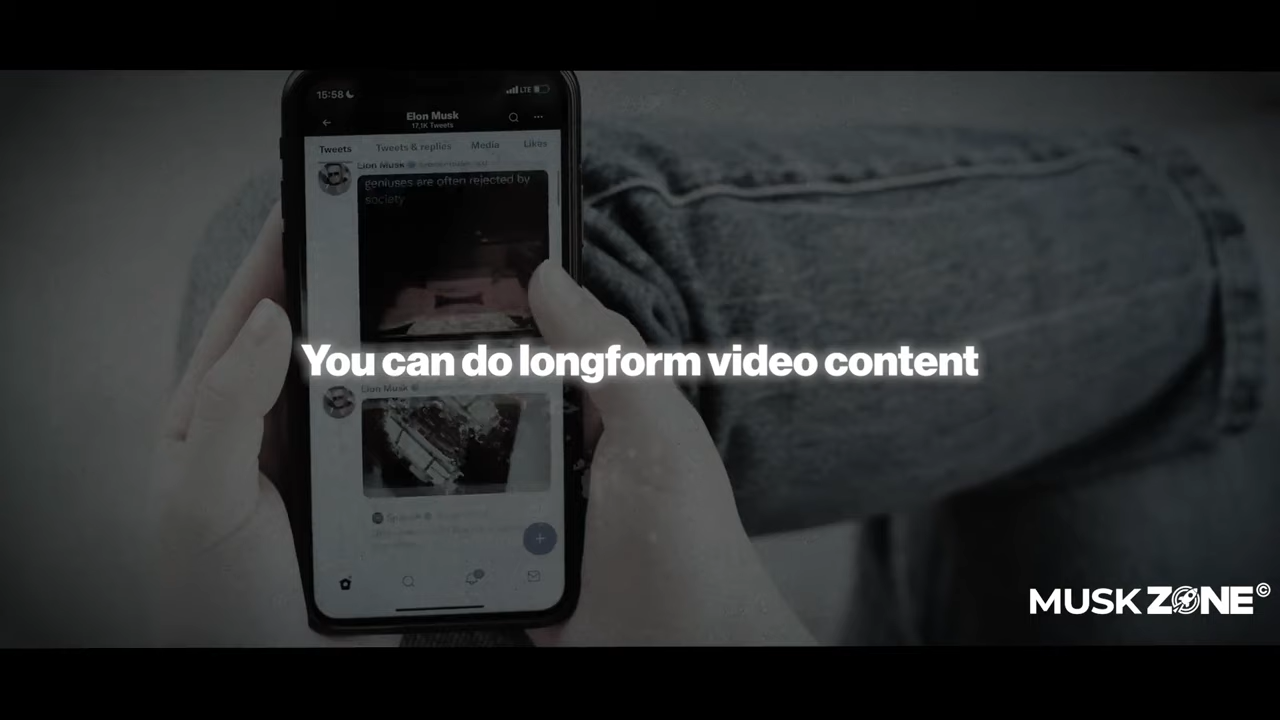 15:58
LTE
Elon Musk
17.1K Tweets
Tweets Tweets & replies Media Likes
Elon Musk
geniuses are often rejected by
society
You can do longform video content
Elon Musk
MUSK ZONE©